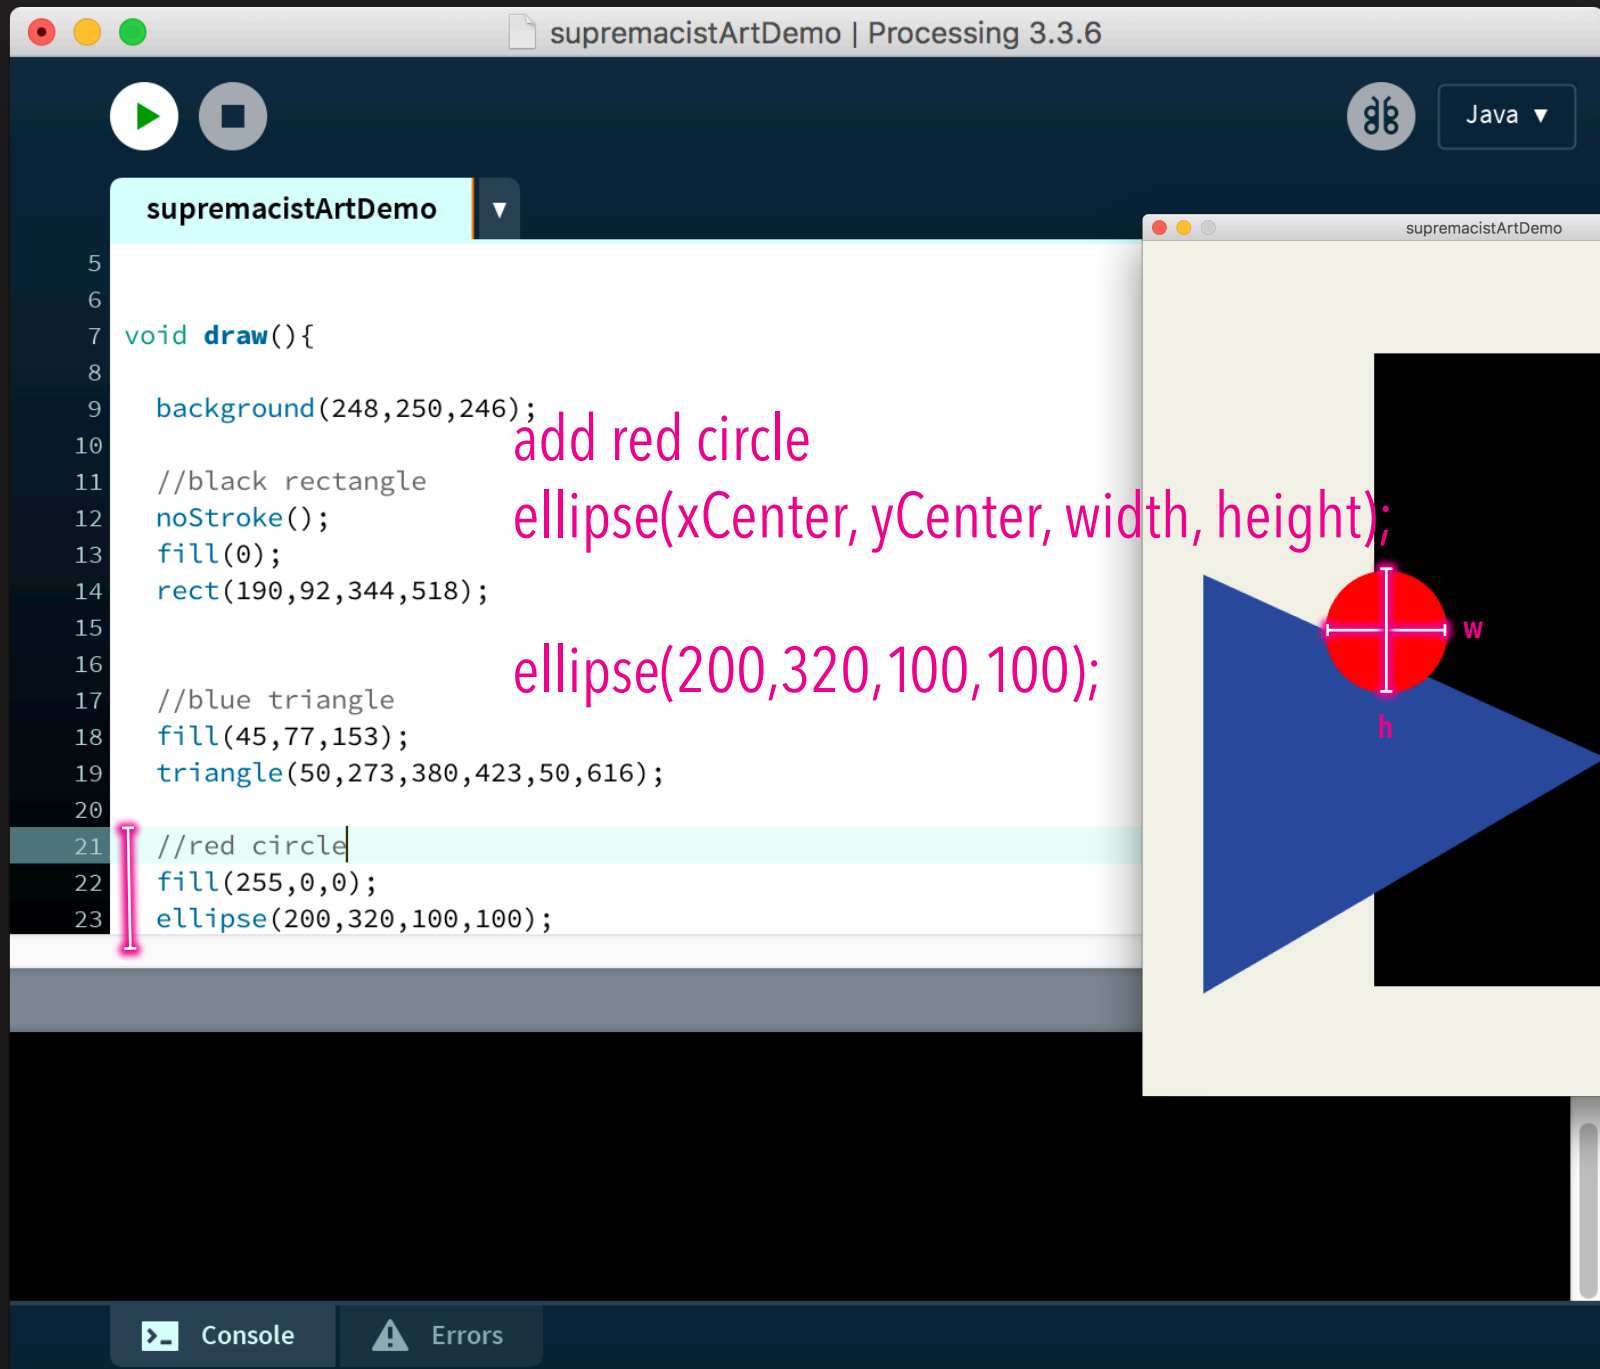 supremacistArtDemo | Processing 3.3.6
Java ▼
supremacistArtDemo ▼
supremacistArtDemo
5
6
7 void draw(){
8
9 background(248,250,246);
10
11 //black rectangle
12 noStroke();
13 fill(0);
14 rect(190,92,344,518);
15
16
17 //blue triangle
18 fill(45,77,153);
19 triangle(50,273,380,423,50,616);
20
21 //red circle
22 fill(255,0,0);
23 ellipse(200,320,100,100);
add red circle
ellipse(xCenter, yCenter, width, height);
ellipse(200,320,100,100);
w
h
Console
Errors